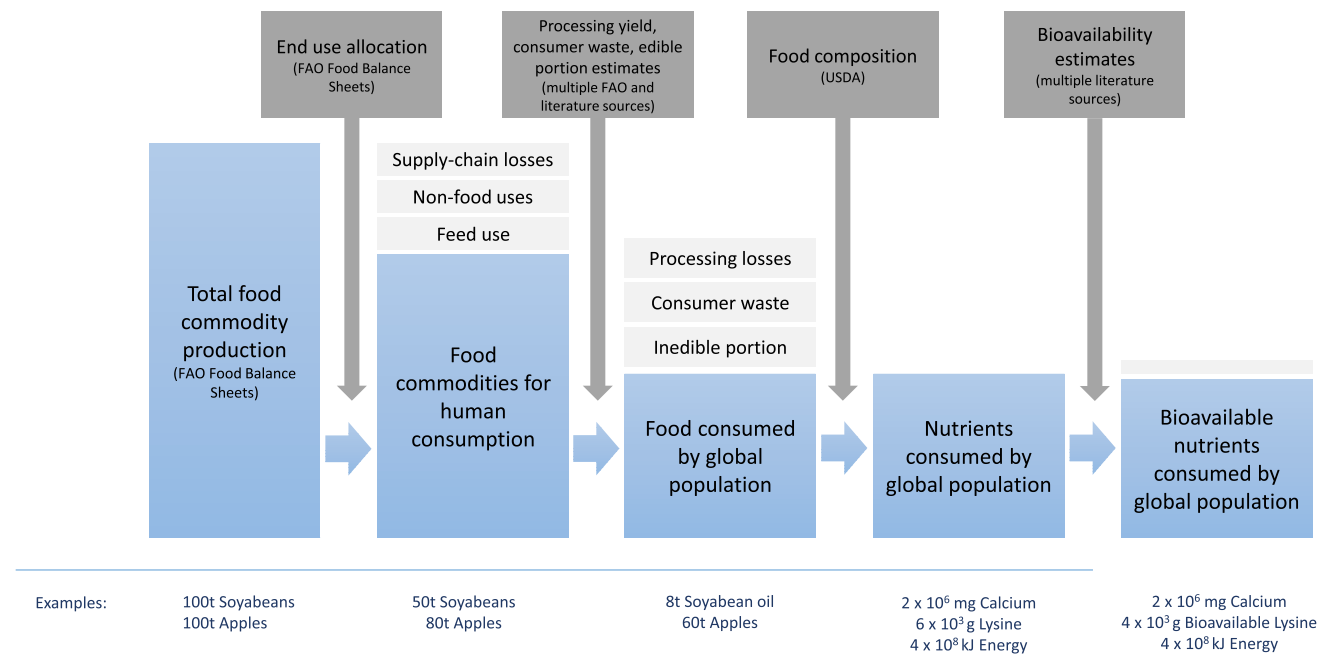 End use allocation
(FAO Food Balance
Sheets)
Processing yield,
consumer waste, edible
portion estimates
(multiple FAO and
literature sources)
Food composition
(USDA)
Bioavailability
estimates
(multiple literature
sources)
Total food
commodity
production
(FAO Food Balance
Sheets)
Supply-chain losses
Non-food uses
Feed use
Food
commodities for
human
consumption
Processing losses
Consumer waste
Inedible portion
Food consumed
by global
population
Nutrients
consumed by
global population
Bioavailable
nutrients
consumed by
global population
Examples:
100t Soyabeans
100t Apples
50t Soyabeans
80t Apples
8t Soyabean oil
60t Apples
2 x 10⁶ mg Calcium
6 x 10³ g Lysine
4 x 10⁸ kJ Energy
2 x 10⁶ mg Calcium
4 x 10³ g Bioavailable Lysine
4 x 10⁸ kJ Energy